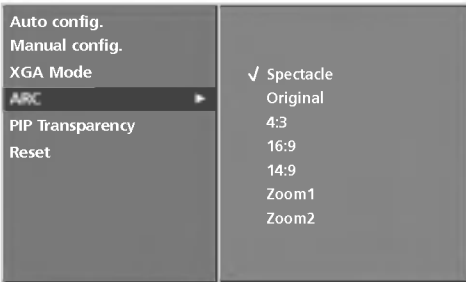 Auto config.
Manual config.
XGA Mode
ARC
PIP Transparency
Reset
√ Spectacle
Original
4:3
16:9
14:9
Zoom1
Zoom2